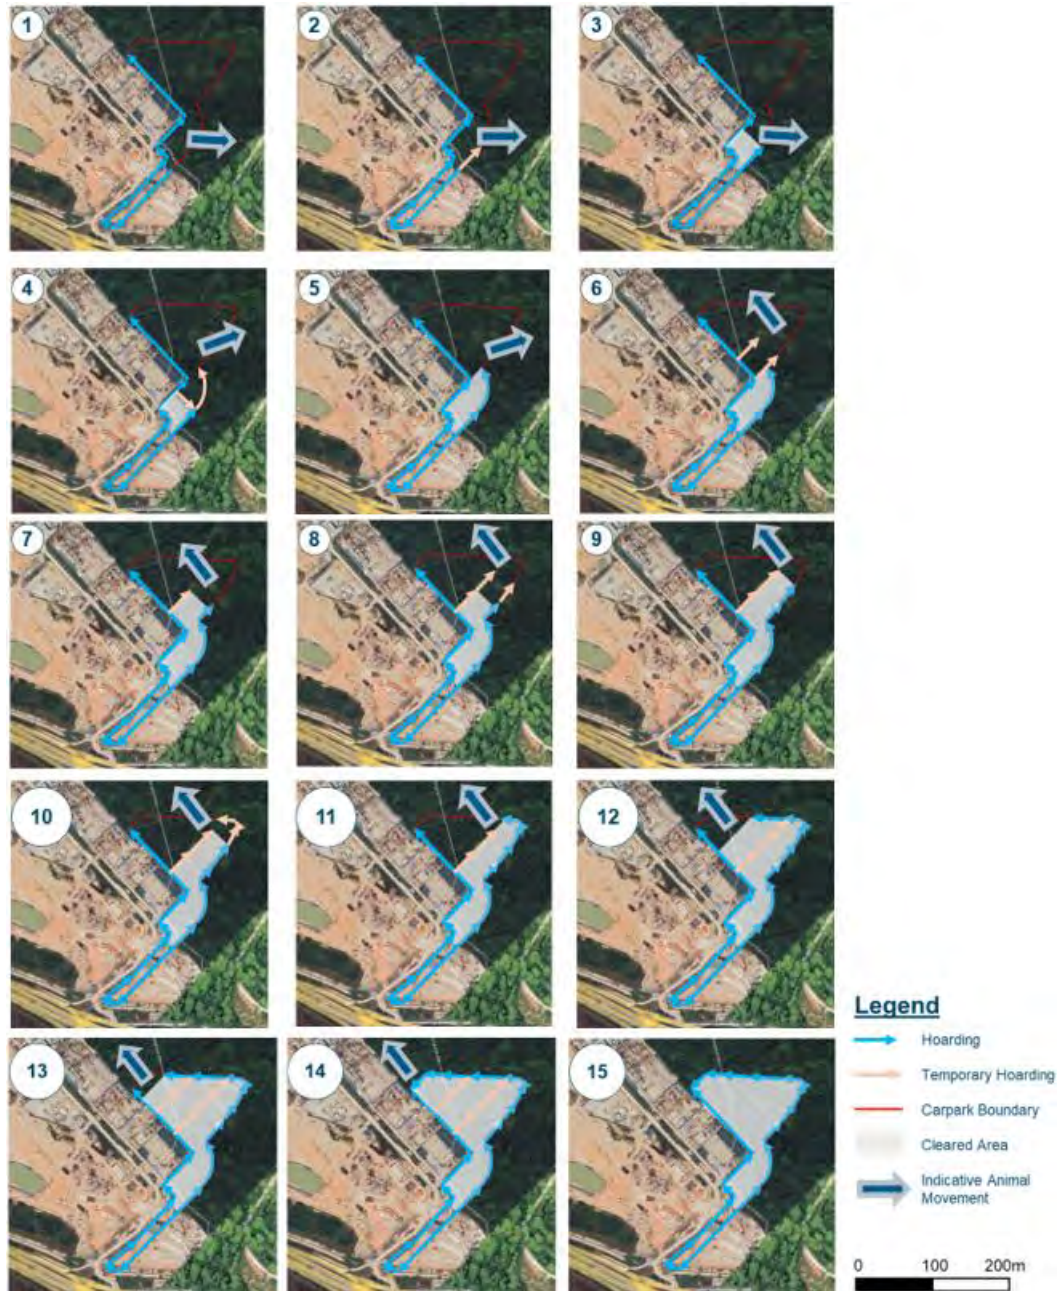 1
2
3
4
5
6
7
8
9
10
11
12
13
14
15
Legend
Hoarding
Temporary Hoarding
Carpark Boundary
Cleared Area
Indicative Animal
Movement
0 100 200m